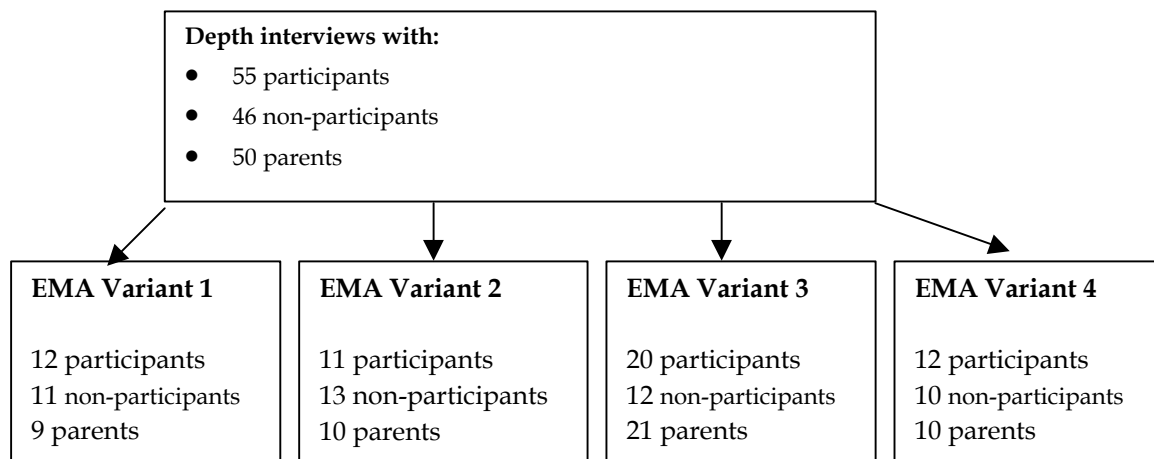 Depth interviews with:
● 55 participants
● 46 non-participants
● 50 parents
EMA Variant 1
12 participants
11 non-participants
9 parents
EMA Variant 2
11 participants
13 non-participants
10 parents
EMA Variant 3
20 participants
12 non-participants
21 parents
EMA Variant 4
12 participants
10 non-participants
10 parents